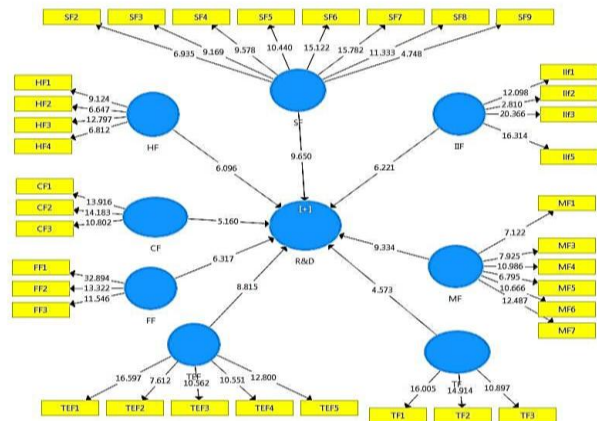 SF2 SF3 SF4 SF5 SF6 SF7 SF8 SF9
6.935 9.169 9.578 10.440 15.122 15.782 11.333 4.748
SF
HF1
HF2
HF3
HF4
9.124
6.647
12.797
6.812
HF
6.096
9.650
IIf1
IIf2
IIf3
IIf5
12.098
2.810
20.366
16.314
IIF
6.221
CF1
CF2
CF3
13.916
14.183
10.802
CF
5.160
[+]
R&D
MF1
MF3
MF4
MF5
MF6
MF7
7.122
7.925
10.986
6.795
10.666
12.487
MF
9.334
FF1
FF2
FF3
32.894
13.322
11.546
FF
6.317
8.815
4.573
TEF
16.597 7.612 10.562 10.551 12.800
TEF1 TEF2 TEF3 TEF4 TEF5
TF
16.005 14.914 10.897
TF1 TF2 TF3